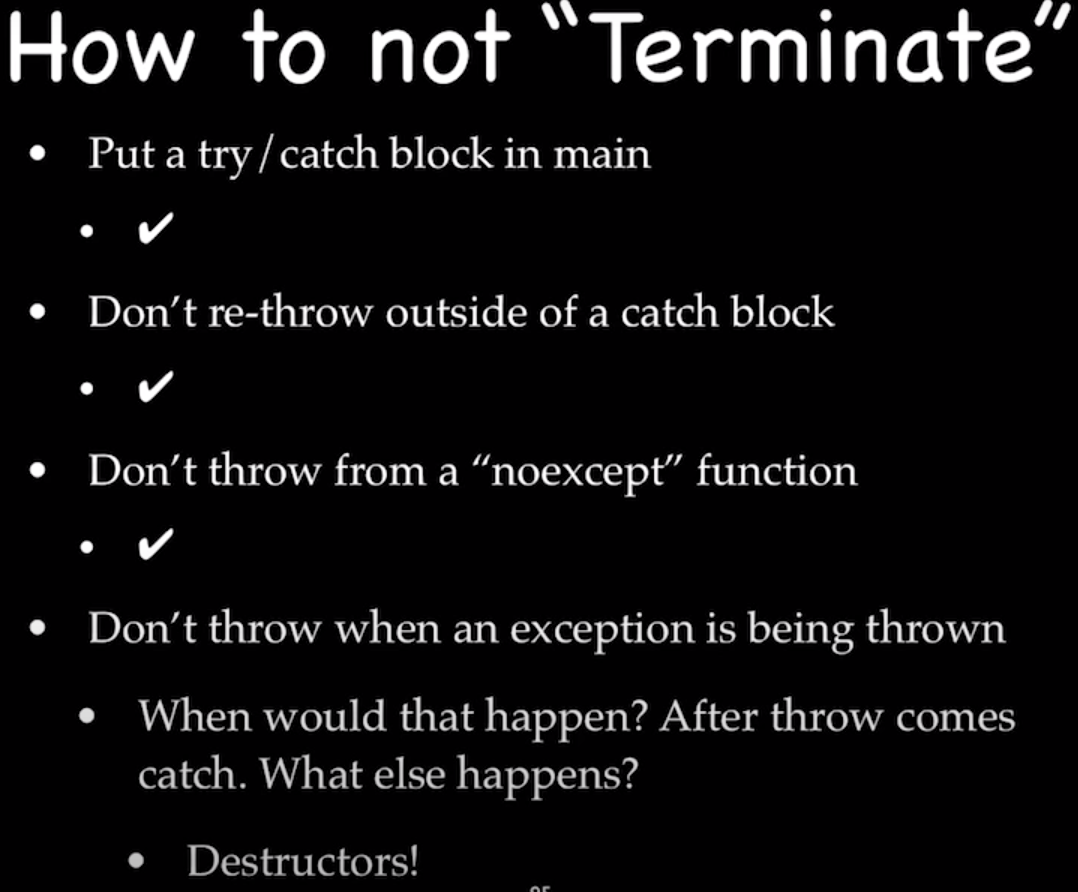 How to not “Terminate”
• Put a try/catch block in main
• ✔
• Don’t re-throw outside of a catch block
• ✔
• Don’t throw from a “noexcept” function
• ✔
• Don’t throw when an exception is being thrown
• When would that happen? After throw comes
catch. What else happens?
• Destructors!